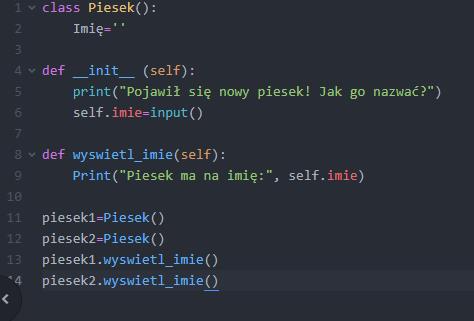 1 class Piesek():
2     Imię=''
3
4 def __init__ (self):
5     print("Pojawił się nowy piesek! Jak go nazwać?")
6     self.imie=input()
7
8 def wyswietl_imie(self):
9     Print("Piesek ma na imię:", self.imie)
10
11 piesek1=Piesek()
12 piesek2=Piesek()
13 piesek1.wyswietl_imie()
14 piesek2.wyswietl_imie()